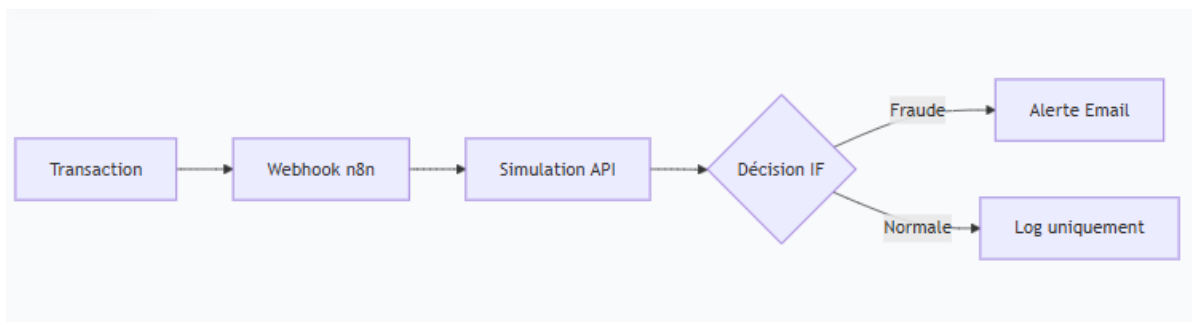 Transaction
Webhook n8n
Simulation API
Décision IF
Fraude
Alerte Email
Normale
Log uniquement